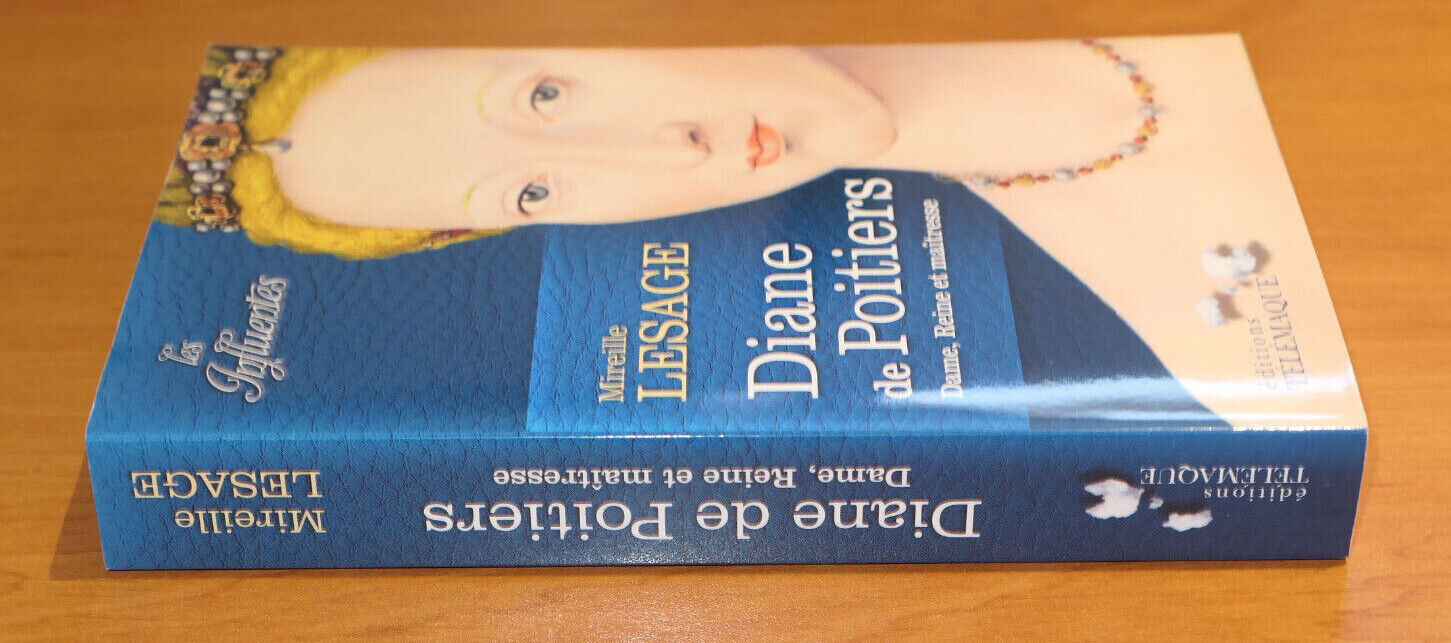 Les
Influentes
Mireille
LESAGE
Diane
de Poitiers
Dame, Reine et maîtresse
éditions
TÉLÉMAQUE
Mireille
LESAGE
Diane de Poitiers
Dame, Reine et maîtresse
éditions
TÉLÉMAQUE